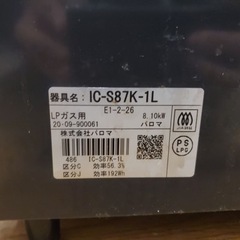 器具名: IC-S87K-1L
E1-2-26
LPガス用 8.10kW
20·09-900061 パロマ
株式会社パロマ
486 IC-S87K-1L
区分C 効率56.3%
区分J 効率192Wh
PS
LPG